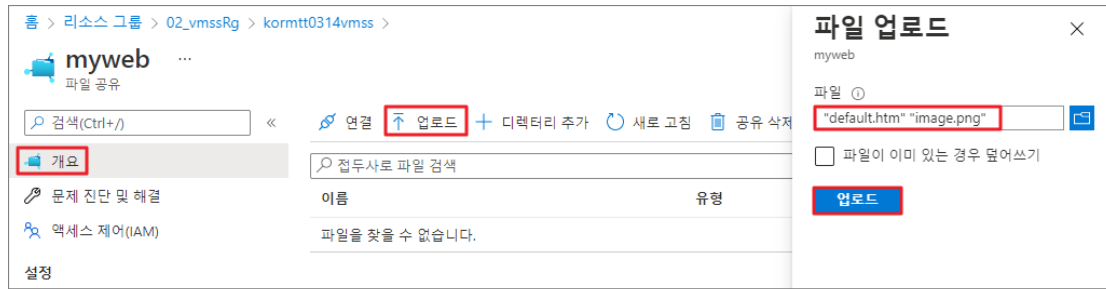 홈 > 리소스 그룹 > 02_vmssRg > kormtt0314vmss >
myweb ...
파일 공유
검색(Ctrl+/) «
개요
문제 진단 및 해결
액세스 제어(IAM)
설정
연결 업로드 디렉터리 추가 새로 고침 공유 삭제
접두사로 파일 검색
이름 유형
파일을 찾을 수 없습니다.
파일 업로드
myweb
파일
"default.htm" "image.png"
파일이 이미 있는 경우 덮어쓰기
업로드